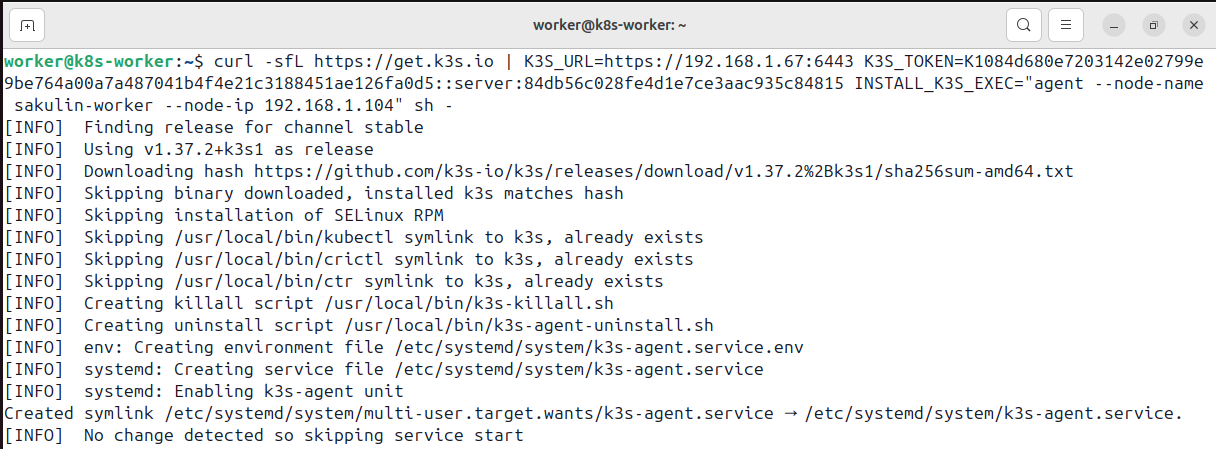 worker@k8s-worker: ~
worker@k8s-worker:~$ curl -sfL https://get.k3s.io | K3S_URL=https://192.168.1.67:6443 K3S_TOKEN=K1084d680e7203142e02799e
9be764a00a7a487041b4f4e21c3188451ae126fa0d5::server:84db56c028fe4d1e7ce3aac935c84815 INSTALL_K3S_EXEC="agent --node-name
 sakulin-worker --node-ip 192.168.1.104" sh -
[INFO]  Finding release for channel stable
[INFO]  Using v1.37.2+k3s1 as release
[INFO]  Downloading hash https://github.com/k3s-io/k3s/releases/download/v1.37.2%2Bk3s1/sha256sum-amd64.txt
[INFO]  Skipping binary downloaded, installed k3s matches hash
[INFO]  Skipping installation of SELinux RPM
[INFO]  Skipping /usr/local/bin/kubectl symlink to k3s, already exists
[INFO]  Skipping /usr/local/bin/crictl symlink to k3s, already exists
[INFO]  Skipping /usr/local/bin/ctr symlink to k3s, already exists
[INFO]  Creating killall script /usr/local/bin/k3s-killall.sh
[INFO]  Creating uninstall script /usr/local/bin/k3s-agent-uninstall.sh
[INFO]  env: Creating environment file /etc/systemd/system/k3s-agent.service.env
[INFO]  systemd: Creating service file /etc/systemd/system/k3s-agent.service
[INFO]  systemd: Enabling k3s-agent unit
Created symlink /etc/systemd/system/multi-user.target.wants/k3s-agent.service → /etc/systemd/system/k3s-agent.service.
[INFO]  No change detected so skipping service start